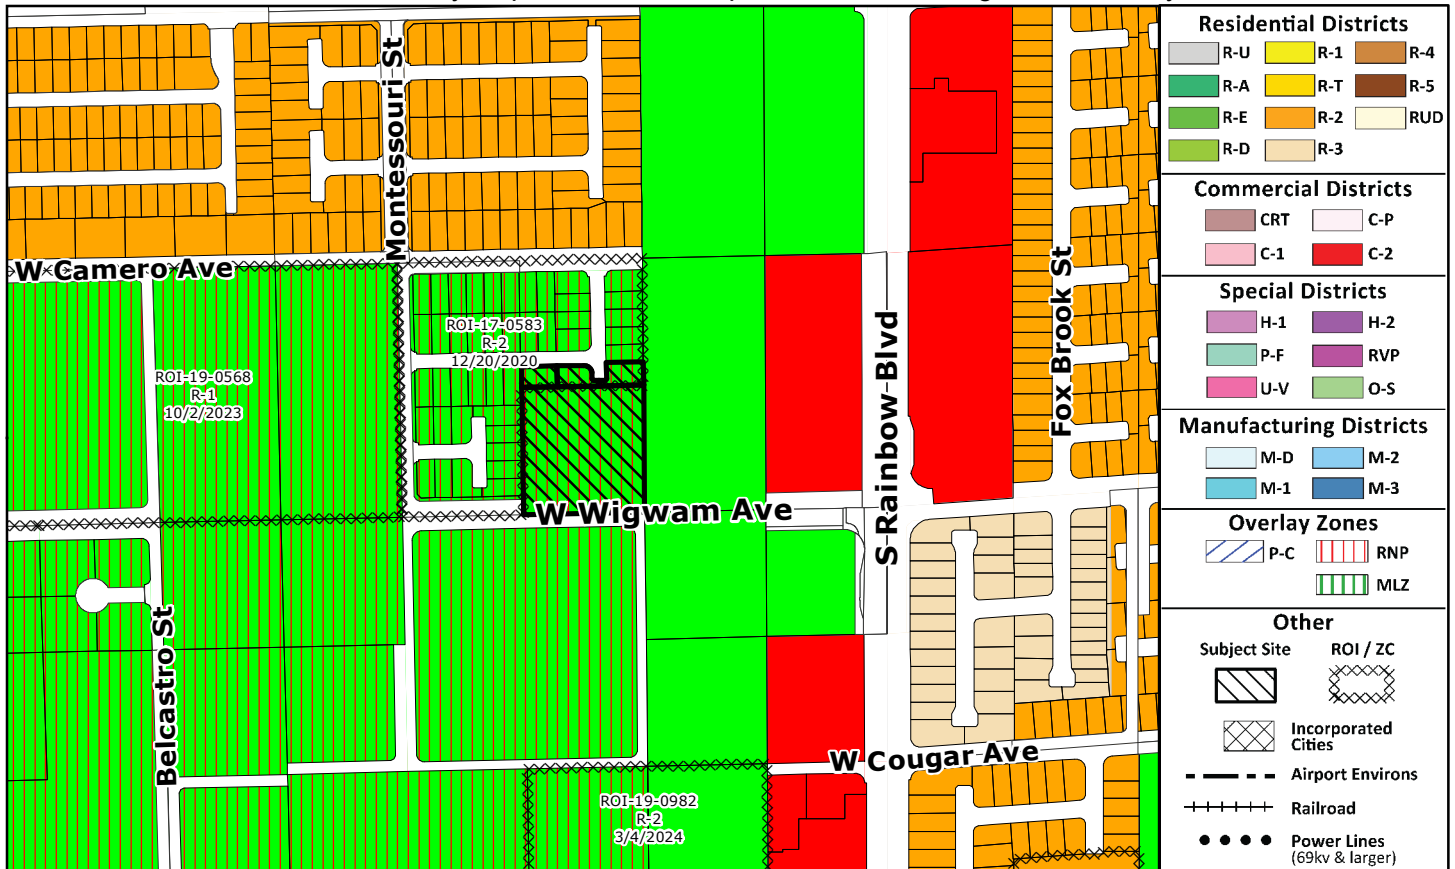 Montessouri St
W Camero Ave
ROI-17-0583
R-2
12/20/2020
ROI-19-0568
R-1
10/2/2023
S Rainbow Blvd
Fox Brook St
W Wigwam Ave
Belcastro St
W Cougar Ave
ROI-19-0982
R-2
3/4/2024
Residential Districts
R-U R-1 R-4
R-A R-T R-5
R-E R-2 RUD
R-D R-3
Commercial Districts
CRT C-P
C-1 C-2
Special Districts
H-1 H-2
P-F RVP
U-V O-S
Manufacturing Districts
M-D M-2
M-1 M-3
Overlay Zones
P-C RNP
MLZ
Other
Subject Site ROI / ZC
Incorporated
Cities
Airport Environs
Railroad
Power Lines
(69kv & larger)